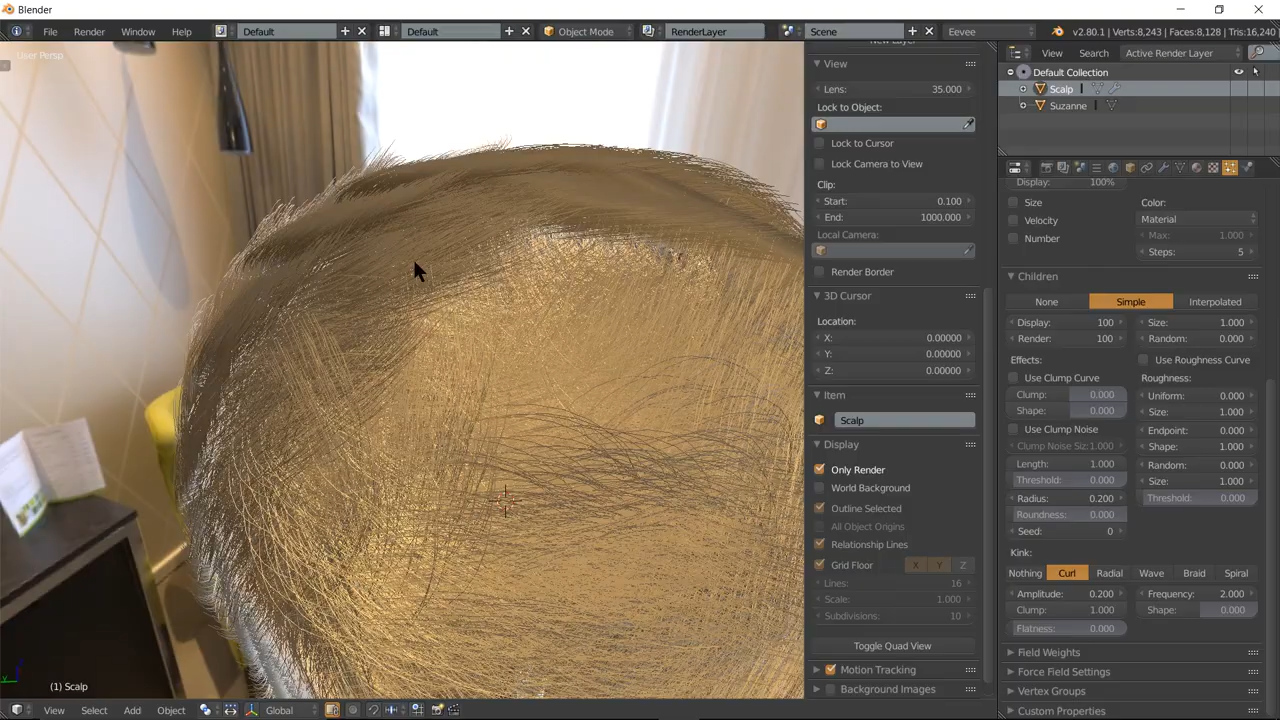 Blender
File Render Window Help Default Default Object Mode RenderLayer Scene Eevee v2.80.1 | Verts:8,243 | Faces:8,128 | Tris:16,240
User Persp
View Search Active Render Layer
Default Collection
Scalp
Suzanne
New Layer
View
Lens: 35.000
Lock to Object:
Lock to Cursor
Lock Camera to View
Clip:
Start: 0.100
End: 1000.000
Local Camera:
Render Border
3D Cursor
Location:
X: 0.00000
Y: 0.00000
Z: 0.00000
Item
Scalp
Display
Only Render
World Background
Outline Selected
All Object Origins
Relationship Lines
Grid Floor X Y Z
Lines: 16
Scale: 1.000
Subdivisions: 10
Toggle Quad View
Motion Tracking
Background Images
Display: 100%
Size Color:
Velocity Material
Number Max: 1.000
Steps: 5
Children
None Simple Interpolated
Display: 100 Size: 1.000
Render: 100 Random: 0.000
Effects: Use Roughness Curve
Use Clump Curve Roughness:
Clump: 0.000 Uniform: 0.000
Shape: 0.000 Size: 1.000
Use Clump Noise Endpoint: 0.000
Clump Noise Siz:1.000 Shape: 1.000
Length: 1.000 Random: 0.000
Threshold: 0.000 Size: 1.000
Radius: 0.200 Threshold: 0.000
Roundness: 0.000
Seed: 0
Kink:
Nothing Curl Radial Wave Braid Spiral
Amplitude: 0.200 Frequency: 2.000
Clump: 1.000 Shape: 0.000
Flatness: 0.000
Field Weights
Force Field Settings
Vertex Groups
Custom Properties
(1) Scalp
View Select Add Object Global